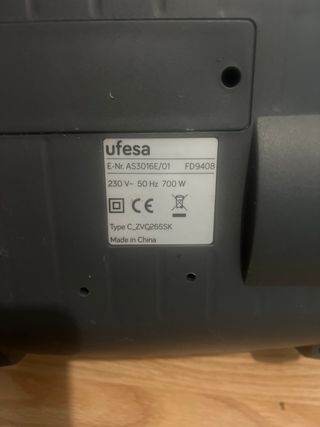 ufesa
E-Nr. AS3016E/01 FD9408
230 V~ 50 Hz 700 W
CE
Type C_ZVC265SK
Made in China